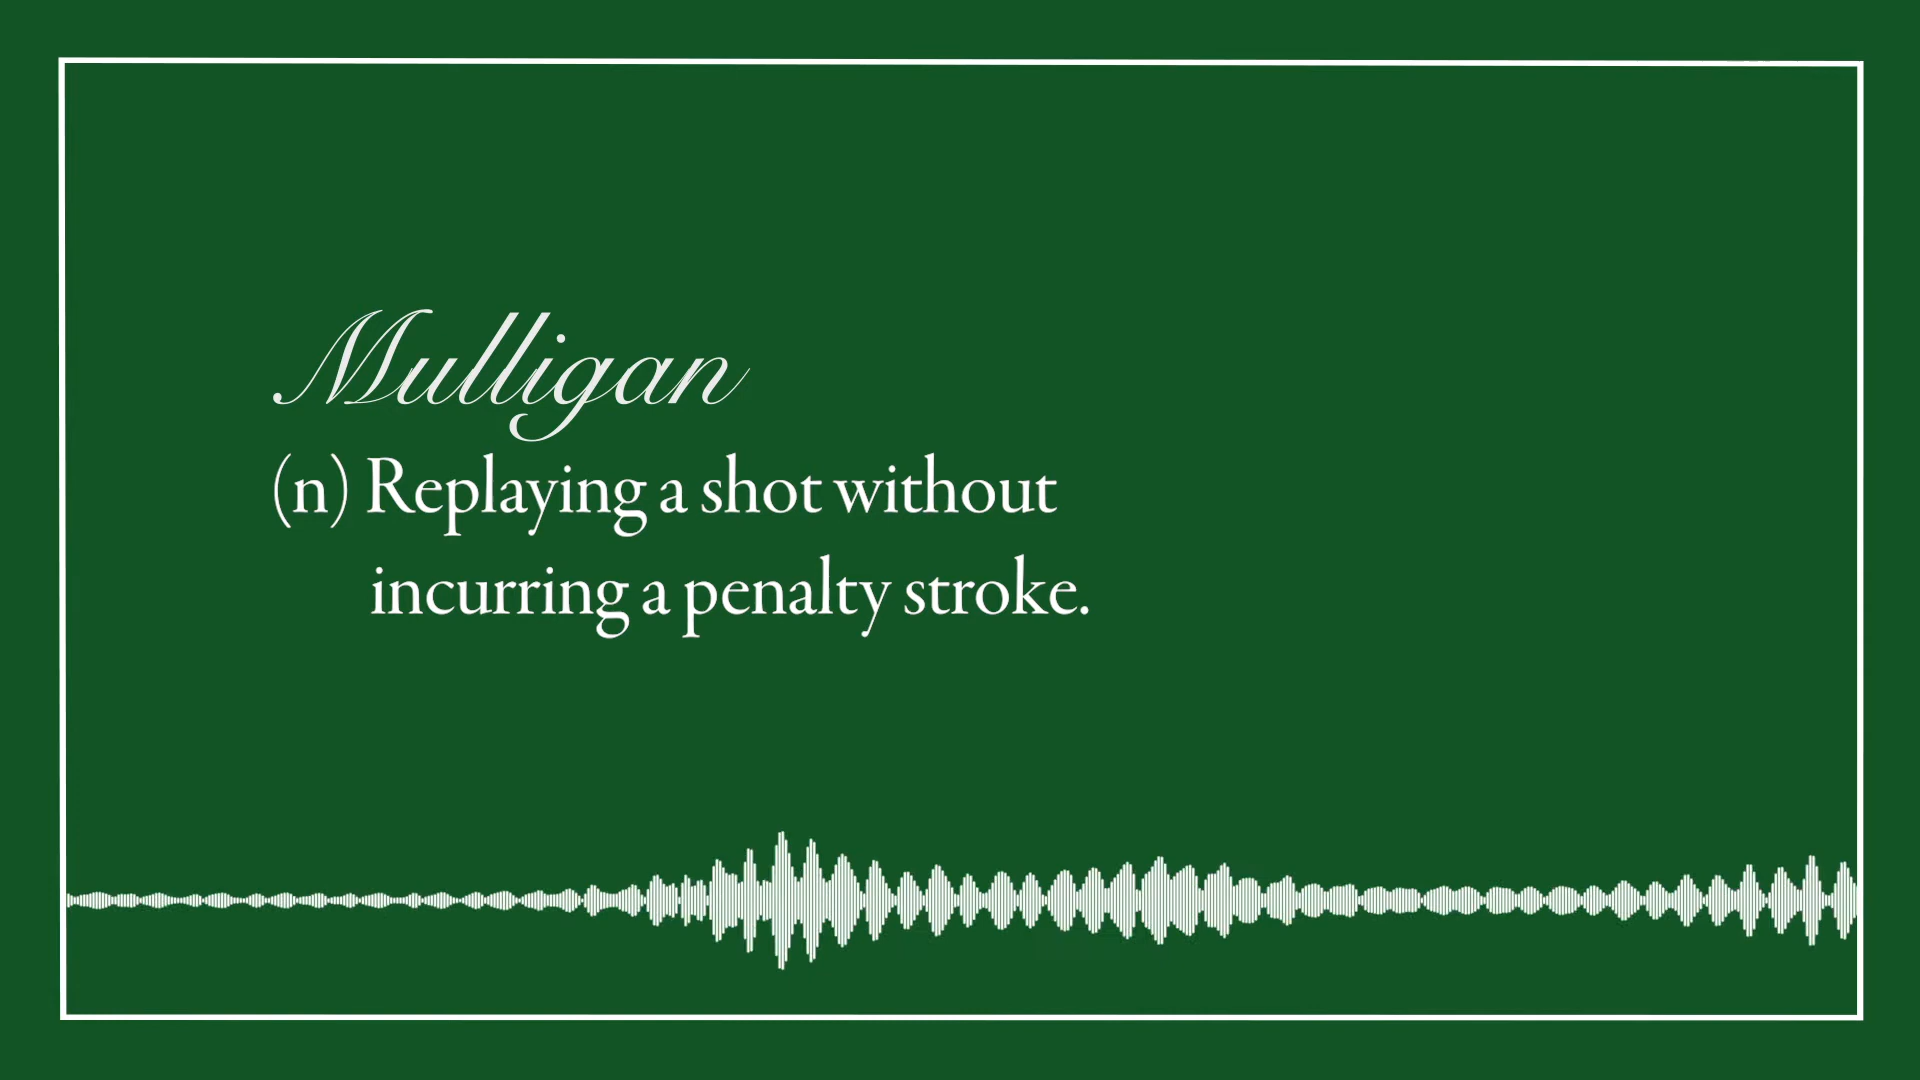 Mulligan
(n) Replaying a shot without
incurring a penalty stroke.